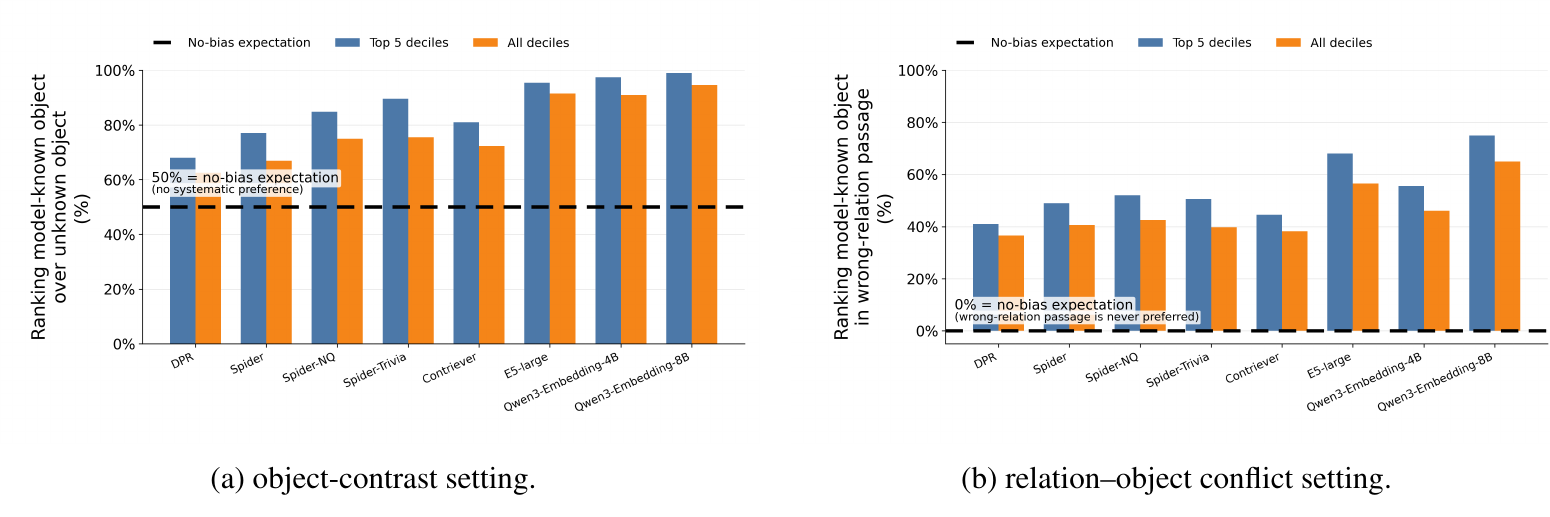 No-bias expectation Top 5 deciles All deciles
Ranking model-known object
over unknown object
(%)
100%
80%
60%
40%
20%
0%
50% = no-bias expectation
(no systematic preference)
DPR
Spider
Spider-NQ
Spider-Trivia
Contriever
E5-large
Qwen3-Embedding-4B
Qwen3-Embedding-8B
(a) object-contrast setting.
No-bias expectation Top 5 deciles All deciles
Ranking model-known object
in wrong-relation passage
(%)
100%
80%
60%
40%
20%
0%
0% = no-bias expectation
(wrong-relation passage is never preferred)
DPR
Spider
Spider-NQ
Spider-Trivia
Contriever
E5-large
Qwen3-Embedding-4B
Qwen3-Embedding-8B
(b) relation–object conflict setting.